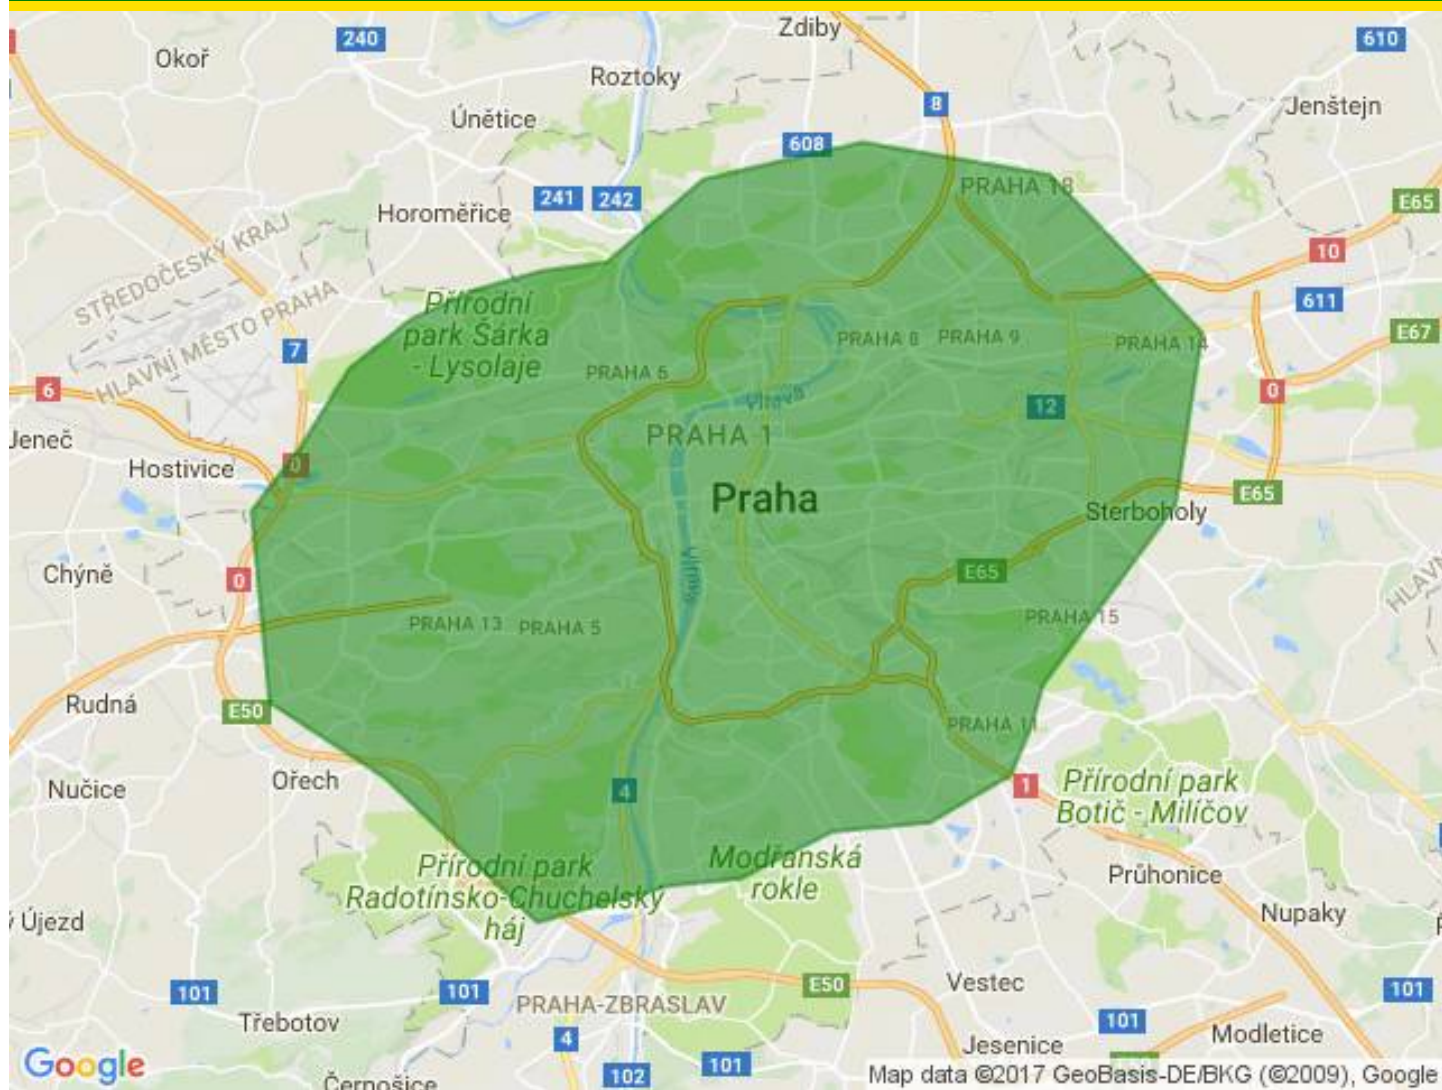 Zdiby
240
610
Okoř
Roztoky
8
Jenštejn
Únětice
608
PRAHA 18
241
242
E65
Horoměřice
10
STŘEDOČESKÝ KRAJ
HLAVNÍ MĚSTO PRAHA
611
Přírodní
park Šárka
- Lysolaje
7
PRAHA 8
PRAHA 9
PRAHA 14
E67
PRAHA 6
6
0
12
Vltava
PRAHA 1
Jeneč
Hostivice
0
Praha
E65
Sterboholy
Chýně
0
Vltava
E65
PRAHA 13
PRAHA 5
PRAHA 15
Rudná
E50
PRAHA 11
Ořech
4
1
Přírodní park
Botič - Milíčov
Nučice
Modřanská
rokle
Přírodní park
Radotínsko-Chuchelský
háj
Průhonice
Nupaky
Újezd
101
101
PRAHA-ZBRASLAV
E50
Vestec
101
Třebotov
4
101
Modletice
Jesenice
Google
Černošice
102
101
Map data ©2017 GeoBasis-DE/BKG (©2009), Google